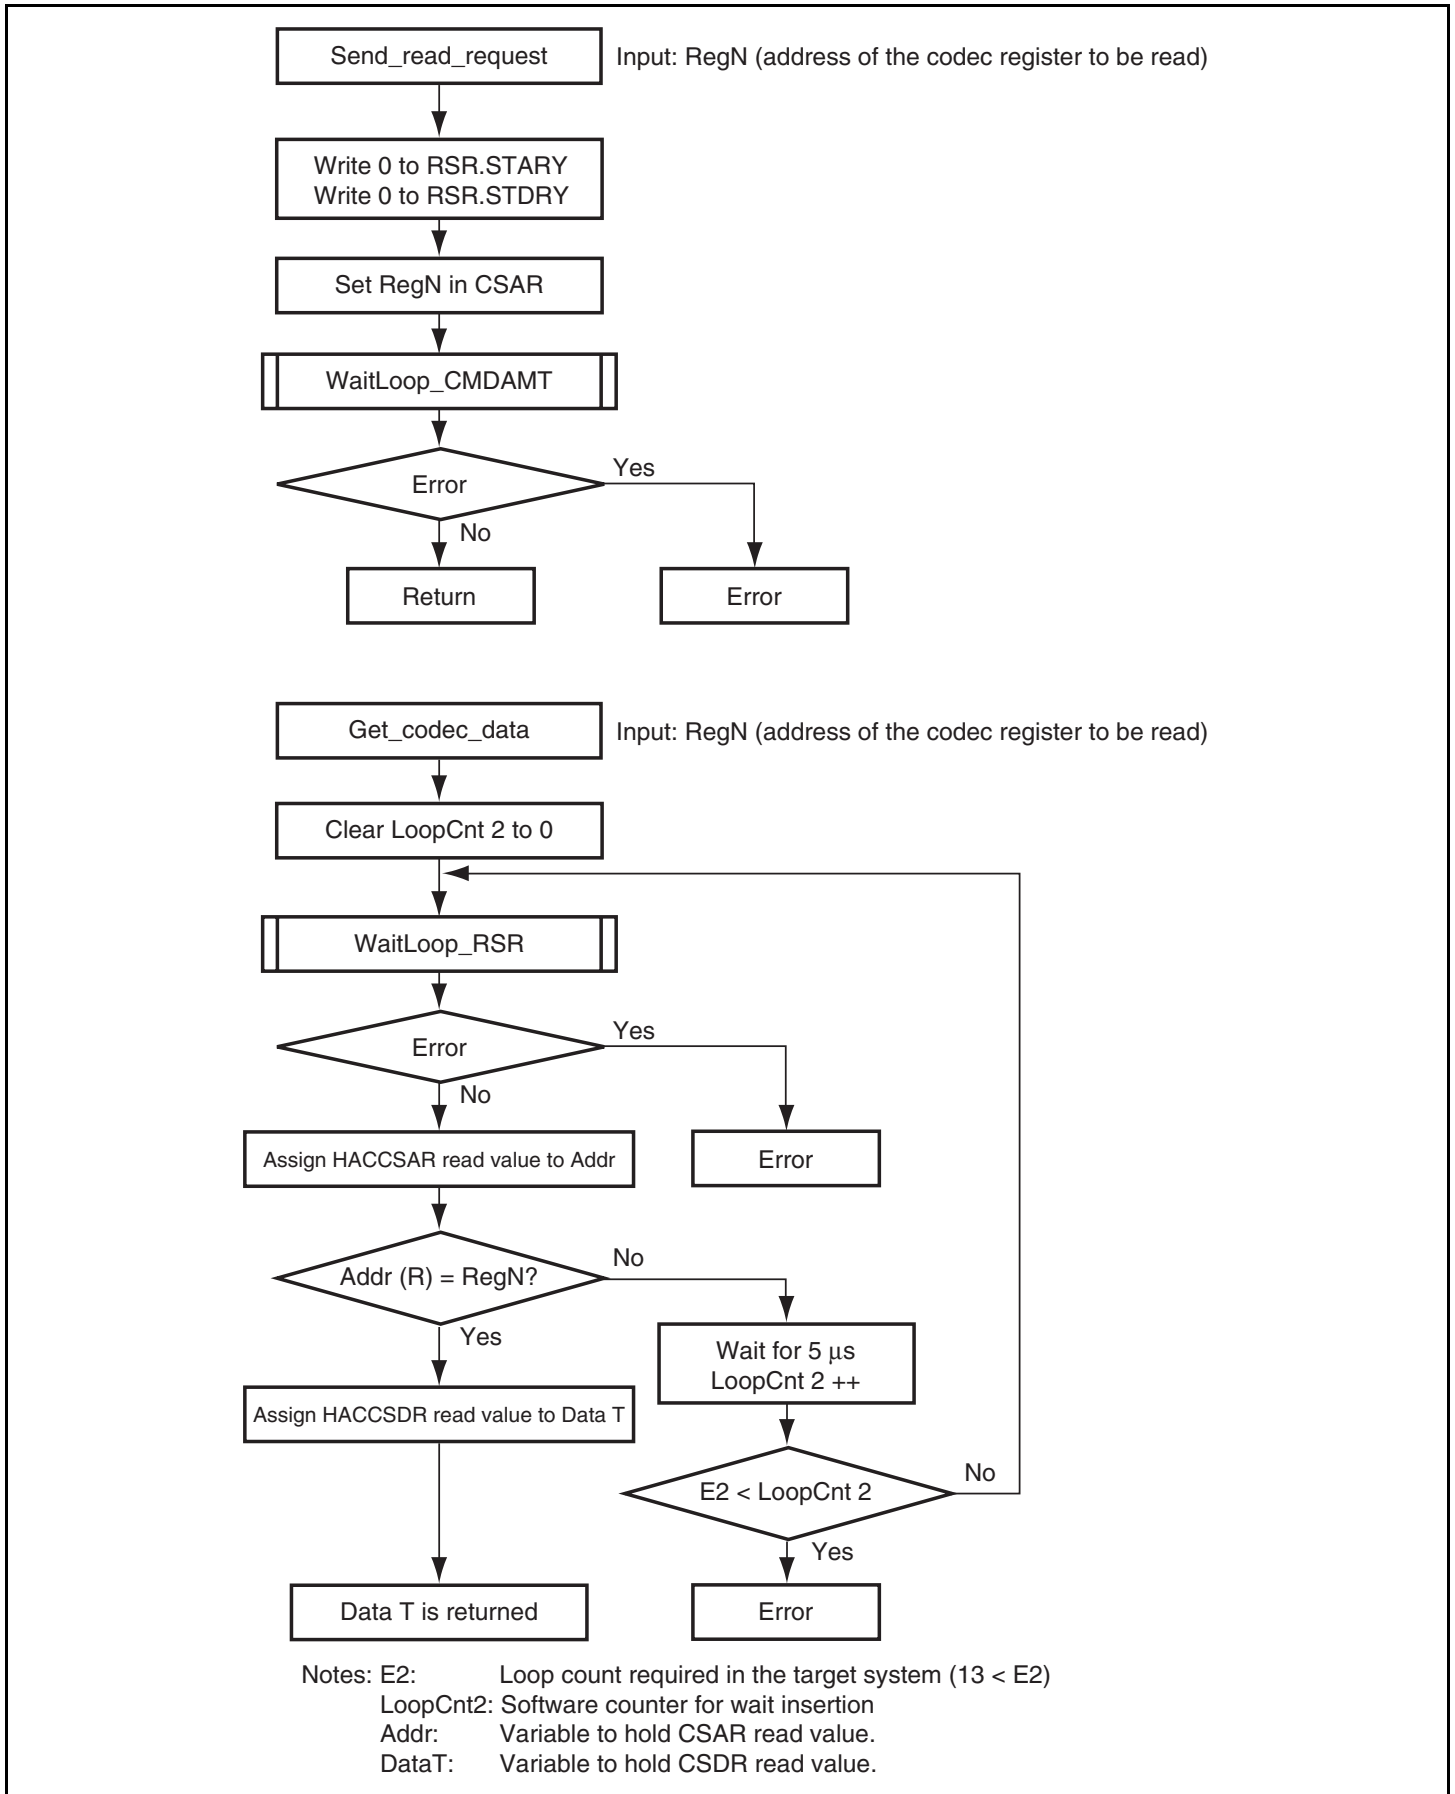 Send_read_request
Input: RegN (address of the codec register to be read)
Write 0 to RSR.STARY
Write 0 to RSR.STDRY
Set RegN in CSAR
WaitLoop_CMDAMT
Error
Yes
No
Return
Error
Get_codec_data
Input: RegN (address of the codec register to be read)
Clear LoopCnt 2 to 0
WaitLoop_RSR
Error
Yes
No
Assign HACCSAR read value to Addr
Error
Addr (R) = RegN?
No
Yes
Wait for 5 μs
LoopCnt 2 ++
Assign HACCSDR read value to Data T
E2 < LoopCnt 2
No
Yes
Data T is returned
Error
Notes: E2: Loop count required in the target system (13 < E2)
LoopCnt2: Software counter for wait insertion
Addr: Variable to hold CSAR read value.
DataT: Variable to hold CSDR read value.